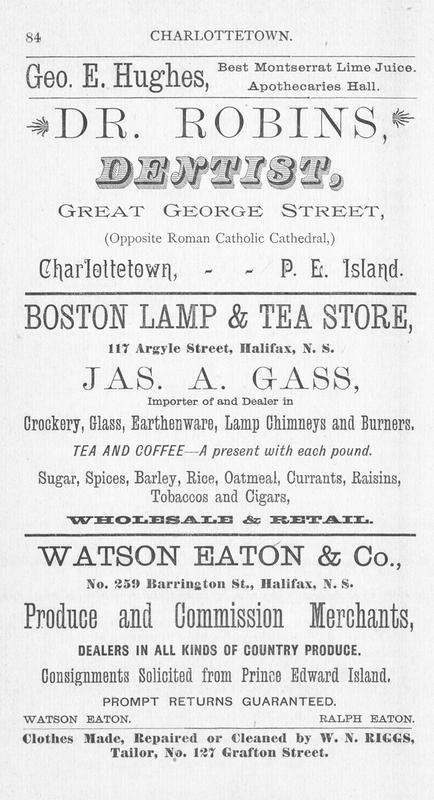 84 CHARLOTTETOWN.
Geo. E. Hughes, Best Montserrat Lime Juice.
Apothecaries Hall.
DR. ROBINS,
DENTIST,
GREAT GEORGE STREET,
(Opposite Roman Catholic Cathedral,)
Charlottetown, - - P. E. Island.
BOSTON LAMP & TEA STORE,
117 Argyle Street, Halifax, N. S.
JAS. A. GASS,
Importer of and Dealer in
Crockery, Glass, Earthenware, Lamp Chimneys and Burners.
TEA AND COFFEE—A present with each pound.
Sugar, Spices, Barley, Rice, Oatmeal, Currants, Raisins,
Tobaccos and Cigars,
WHOLESALE & RETAIL.
WATSON EATON & Co.,
No. 259 Barrington St., Halifax, N. S.
Produce and Commission Merchants,
DEALERS IN ALL KINDS OF COUNTRY PRODUCE.
Consignments Solicited from Prince Edward Island.
PROMPT RETURNS GUARANTEED.
WATSON EATON. RALPH EATON.
Clothes Made, Repaired or Cleaned by W. N. RIGGS,
Tailor, No. 127 Grafton Street.